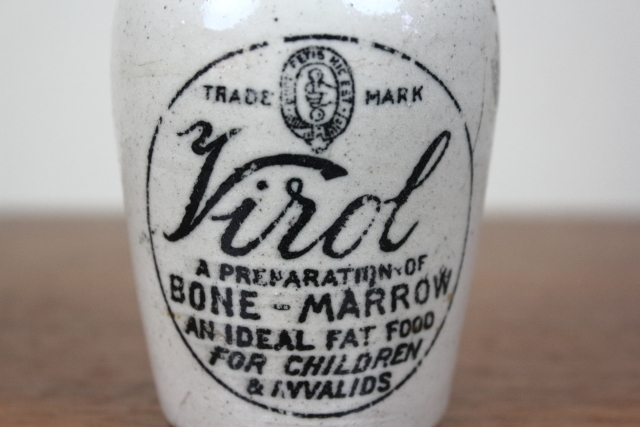 TRADE MARK
Virol
A PREPARATION OF
BONE-MARROW
AN IDEAL FAT FOOD
FOR CHILDREN
& INVALIDS